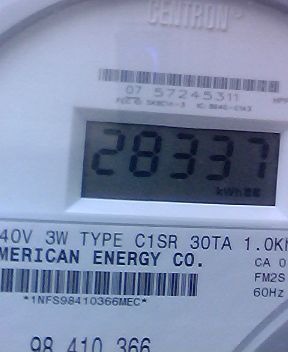 CENTRON®
07 57245311
28337
kWh
40V 3W TYPE C1SR 30TA 1.0Kh
MERICAN ENERGY CO.
CA 0
FM2S
60Hz
*1NFS98410366MEC*
98 410 366